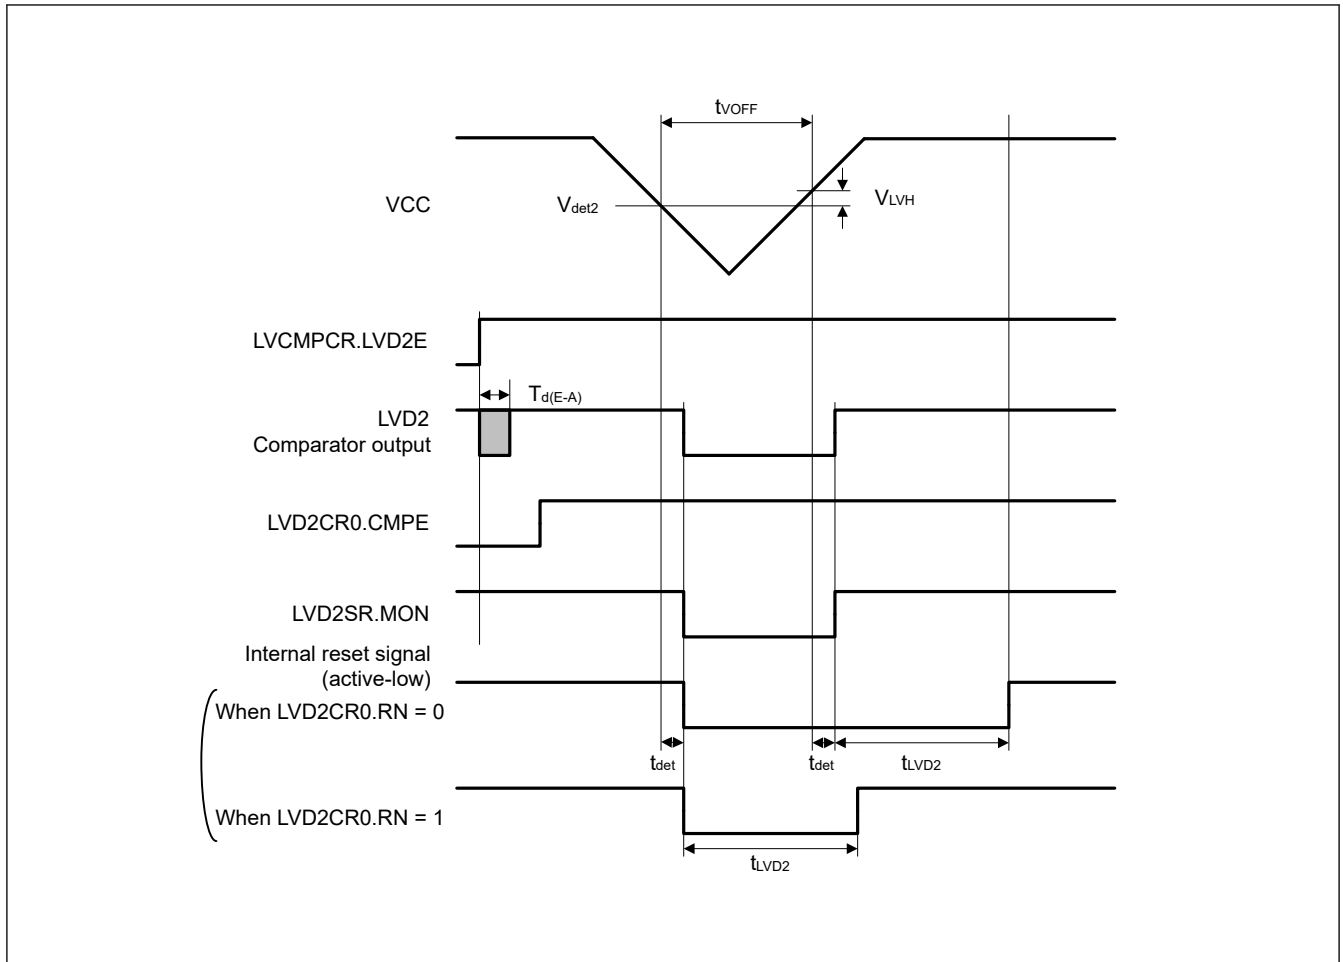 tVOFF
VCC
Vdet2
VLVH
LVCMPCR.LVD2E
Td(E-A)
LVD2
Comparator output
LVD2CR0.CMPE
LVD2SR.MON
Internal reset signal
(active-low)
When LVD2CR0.RN = 0
tdet
tdet
tLVD2
When LVD2CR0.RN = 1
tLVD2